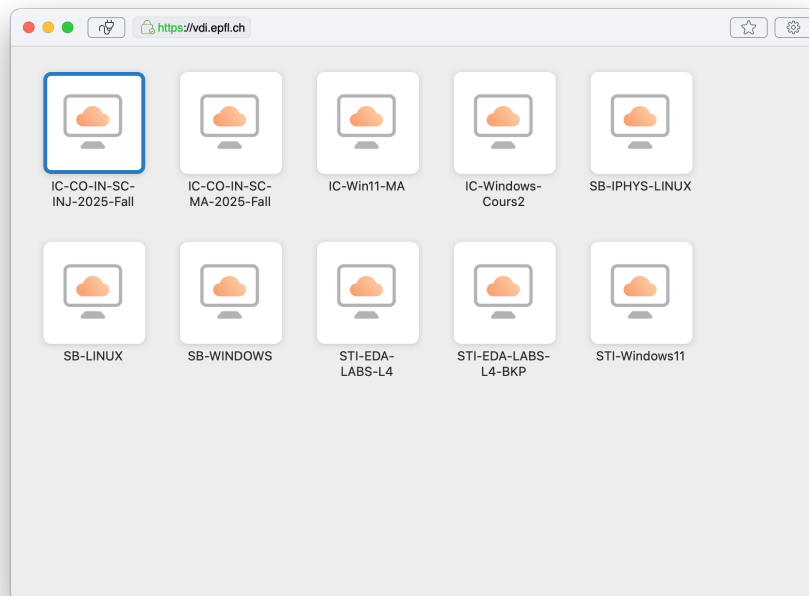 https://vdi.epfl.ch
IC-CO-IN-SC-
INJ-2025-Fall
IC-CO-IN-SC-
MA-2025-Fall
IC-Win11-MA
IC-Windows-
Cours2
SB-IPHYS-LINUX
SB-LINUX
SB-WINDOWS
STI-EDA-
LABS-L4
STI-EDA-LABS-
L4-BKP
STI-Windows11